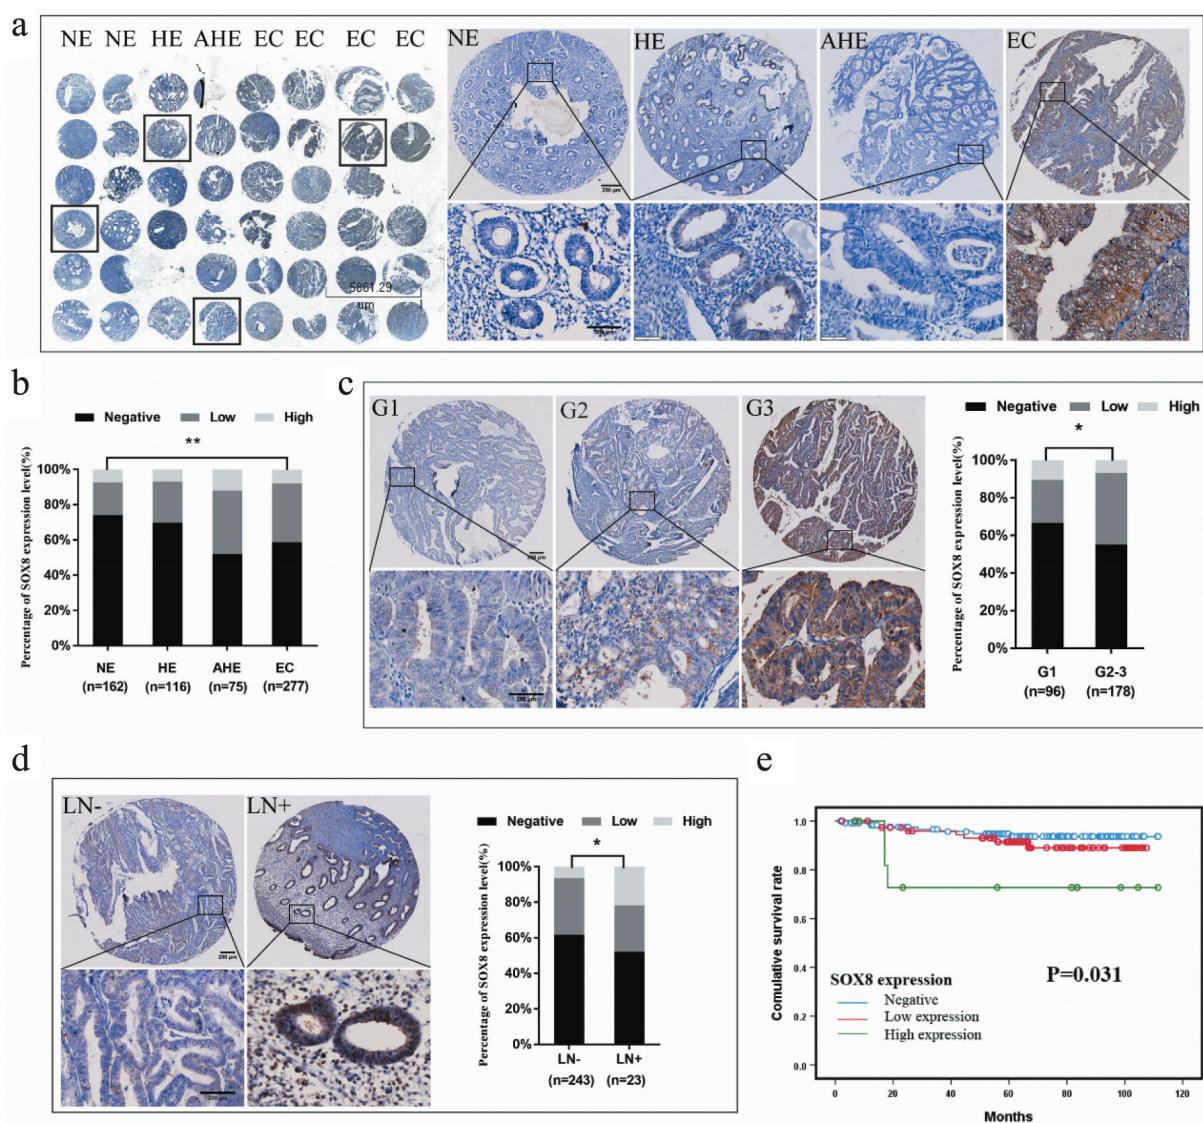 a
NE NE HE AHE EC EC EC EC
5861.29
um
NE
HE
AHE
EC
200 μm
b
Negative Low High
**
Percentage of SOX8 expression level(%)
100%
80%
60%
40%
20%
0%
NE HE AHE EC
(n=162) (n=116) (n=75) (n=277)
c
G1
G2
G3
Negative Low High
*
Percentage of SOX8 expression level(%)
100%
80%
60%
40%
20%
0%
G1 G2-3
(n=96) (n=178)
d
LN-
LN+
200 μm
Negative Low High
*
Percentage of SOX8 expression level(%)
100%
80%
60%
40%
20%
0%
LN- LN+
(n=243) (n=23)
e
Comulative survival rate
1.0
0.8
0.6
0.4
0.2
0.0
P=0.031
SOX8 expression
Negative
Low expression
High expression
0 20 40 60 80 100 120
Months